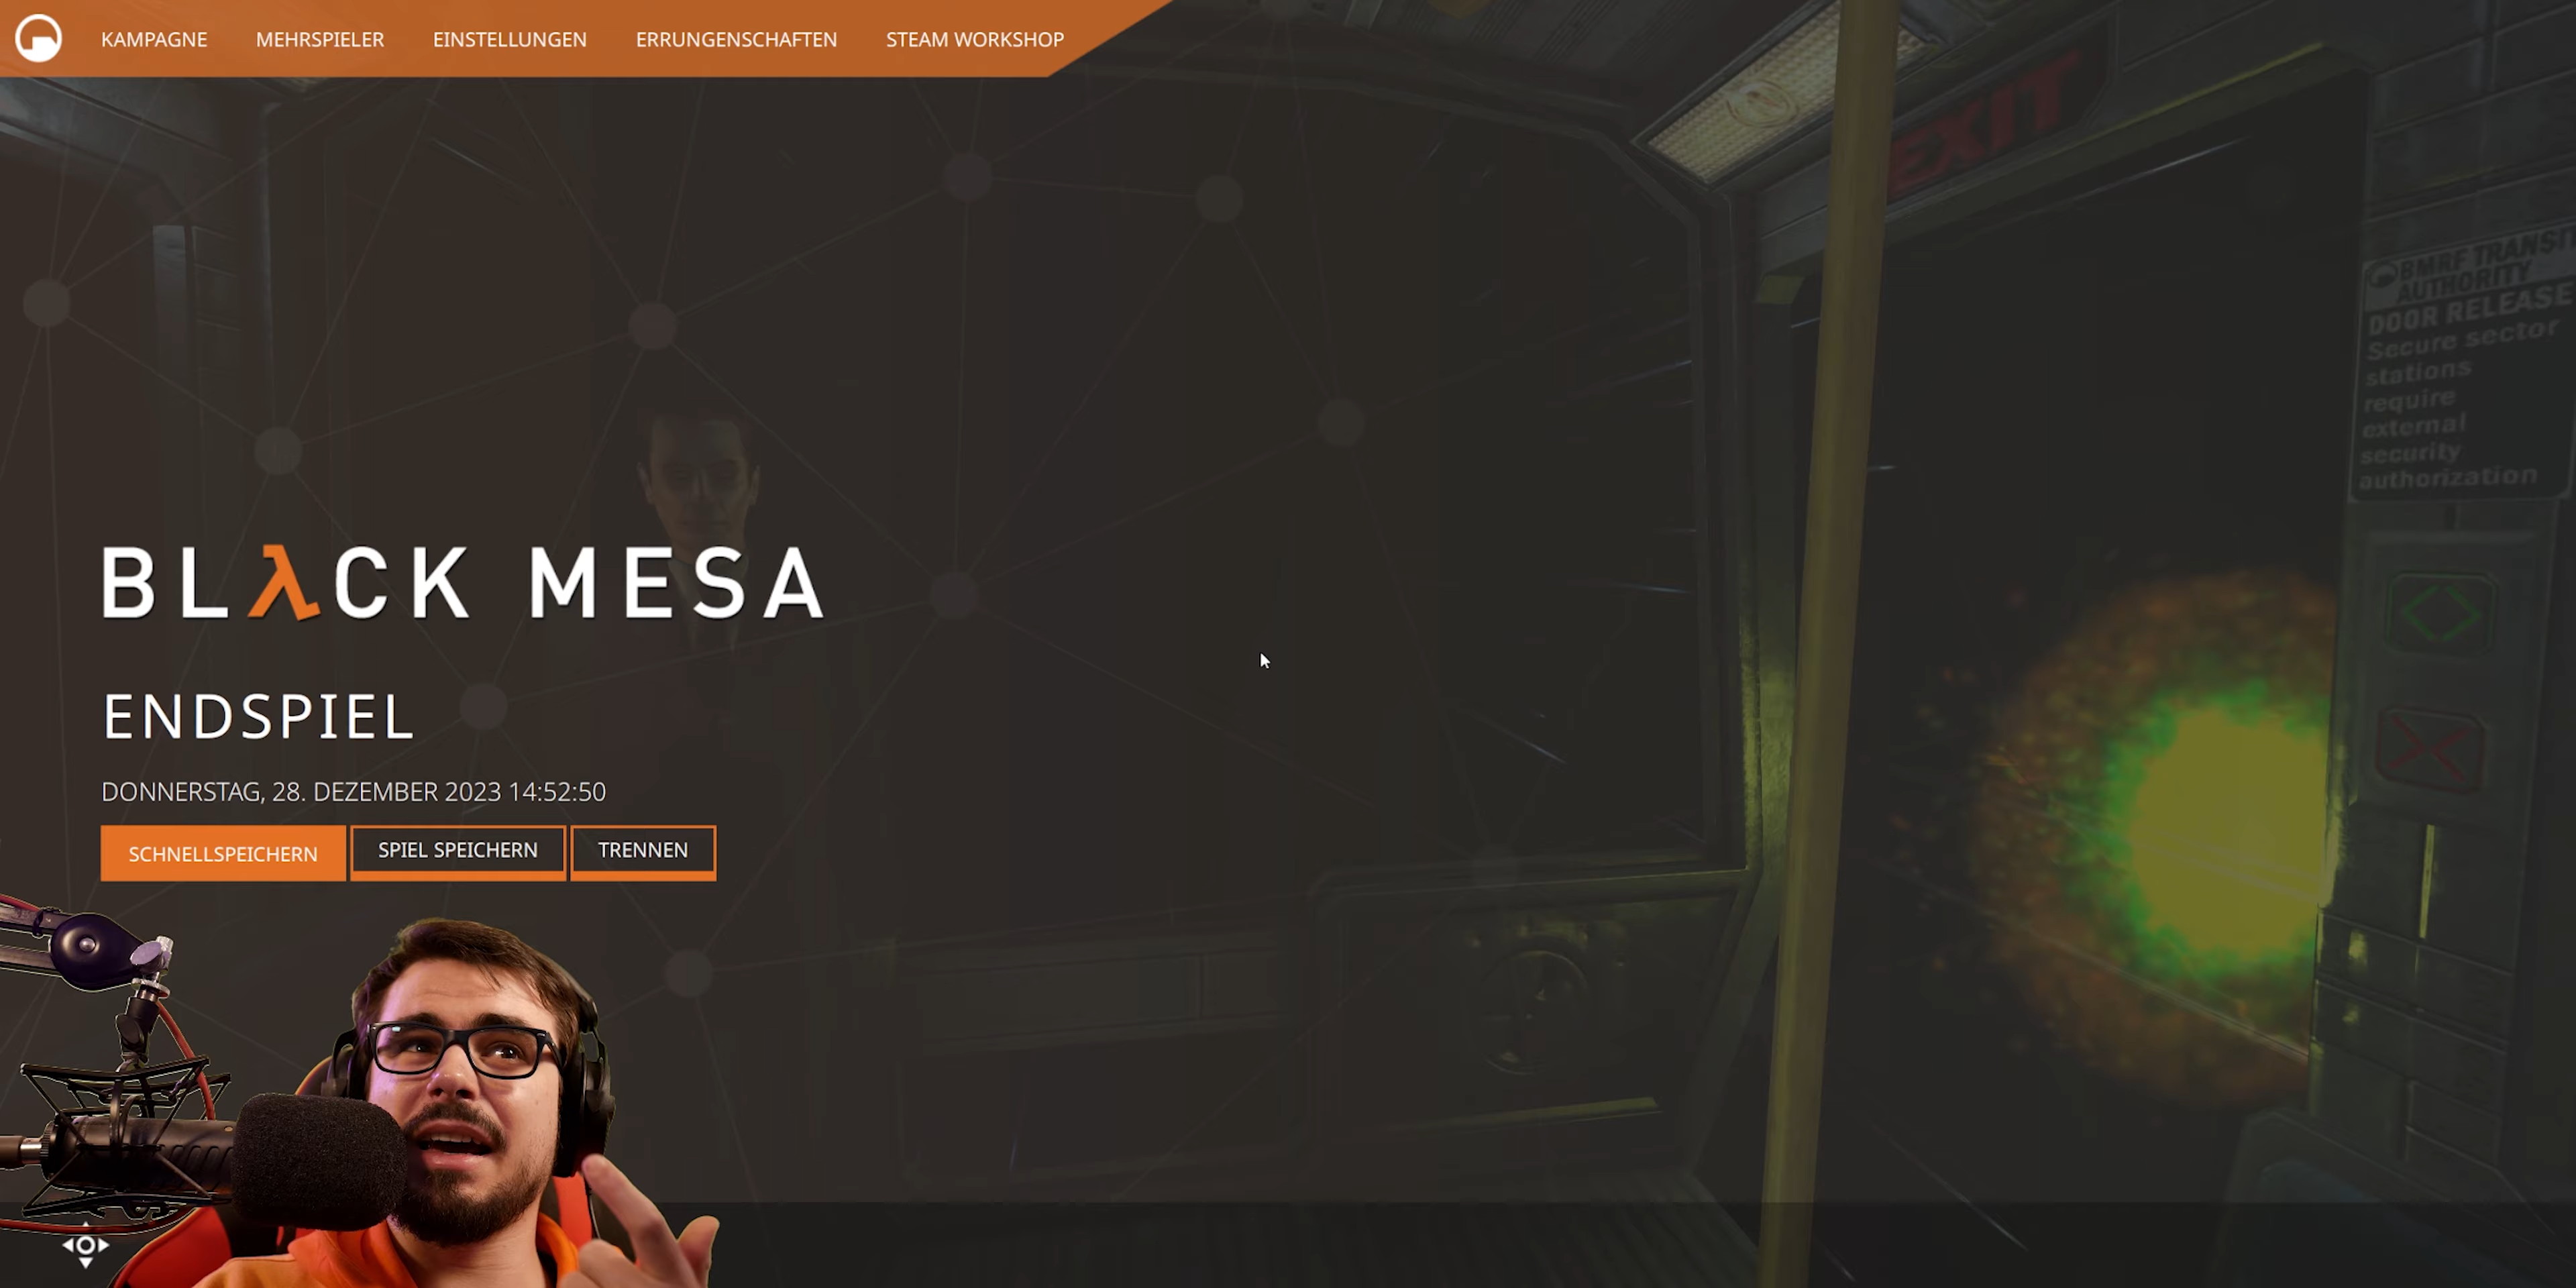 KAMPAGNE MEHRSPIELER EINSTELLUNGEN ERRUNGENSCHAFTEN STEAM WORKSHOP
EXIT
BMRF TRANSIT
AUTHORITY
DOOR RELEASE
Secure sector
stations
require
external
security
authorization
BLλCK MESA
ENDSPIEL
DONNERSTAG, 28. DEZEMBER 2023 14:52:50
SCHNELLSPEICHERN SPIEL SPEICHERN TRENNEN